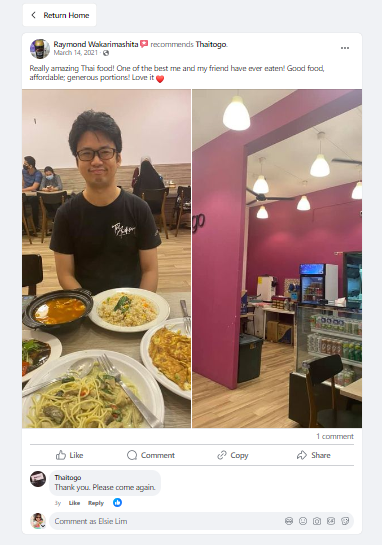 Return Home
Raymond Wakarimashita recommends Thaitogo.
March 14, 2021
Really amazing Thai food! One of the best me and my friend have ever eaten! Good food,
affordable; generous portions! Love it
go
1 comment
Like
Comment
Copy
Share
Thaitogo
Thank you. Please come again.
3y Like Reply
Comment as Elsie Lim